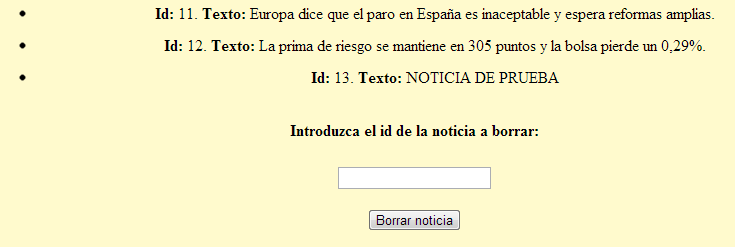 Id: 11. Texto: Europa dice que el paro en España es inaceptable y espera reformas amplias.
Id: 12. Texto: La prima de riesgo se mantiene en 305 puntos y la bolsa pierde un 0,29%.
Id: 13. Texto: NOTICIA DE PRUEBA
Introduzca el id de la noticia a borrar:
Borrar noticia